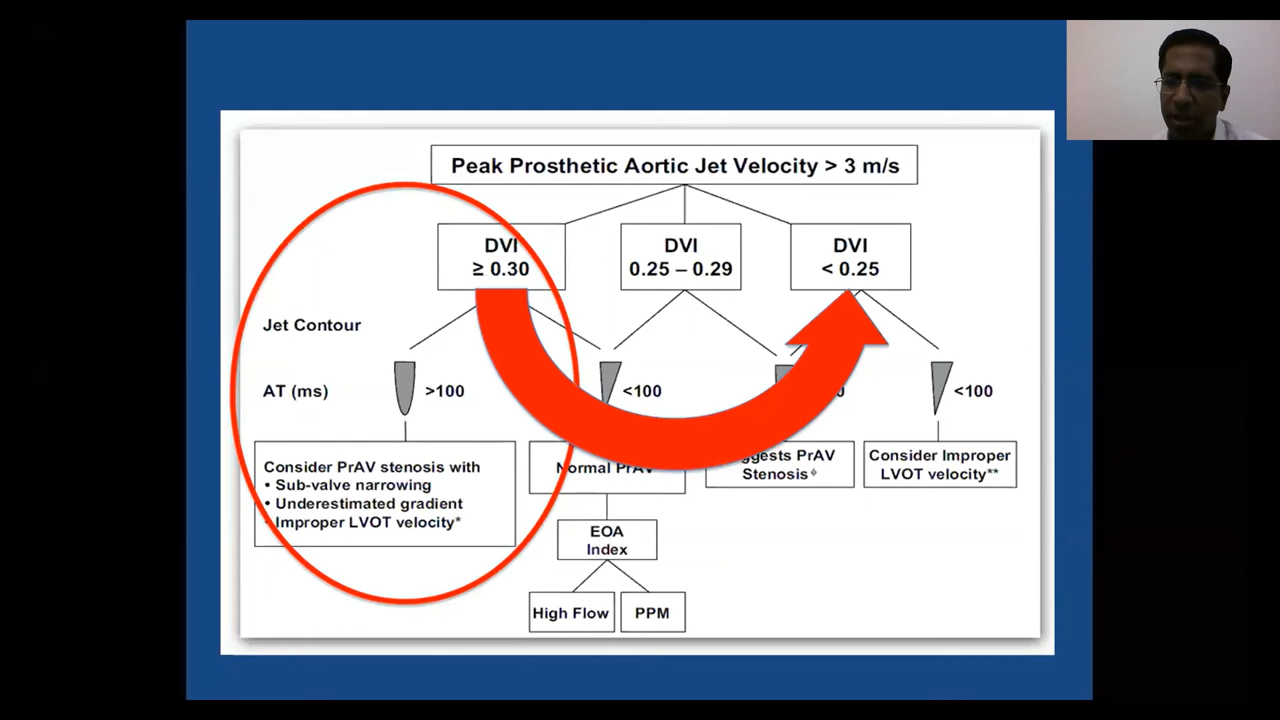 Peak Prosthetic Aortic Jet Velocity > 3 m/s
DVI
≥ 0.30
DVI
0.25 – 0.29
DVI
< 0.25
Jet Contour
AT (ms)
>100
<100
<100
Consider PrAV stenosis with
• Sub-valve narrowing
• Underestimated gradient
Improper LVOT velocity*
Normal PrAV
PrAV
Stenosis
Consider Improper
LVOT velocity**
EOA
Index
High Flow
PPM